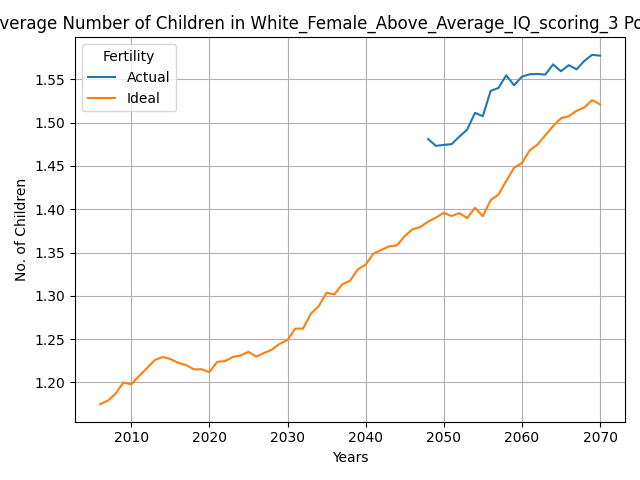 verage Number of Children in White_Female_Above_Average_IQ_scoring_3 Po
Fertility
Actual
Ideal
No. of Children
1.55
1.50
1.45
1.40
1.35
1.30
1.25
1.20
2010 2020 2030 2040 2050 2060 2070
Years